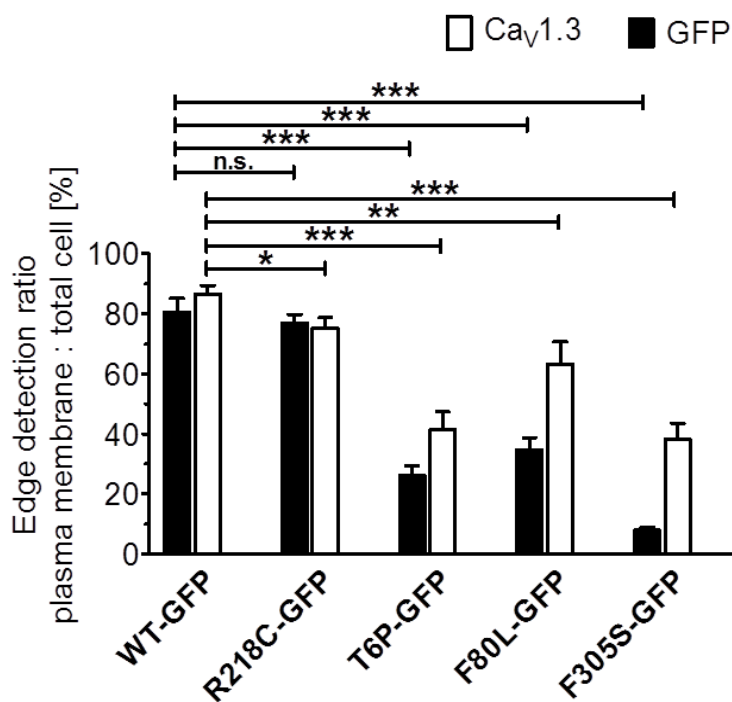 CaV1.3 GFP
***
***
***
n.s.
***
**
***
*
100
80
60
40
20
0
Edge detection ratio
plasma membrane : total cell [%]
WT-GFP
R218C-GFP
T6P-GFP
F80L-GFP
F305S-GFP